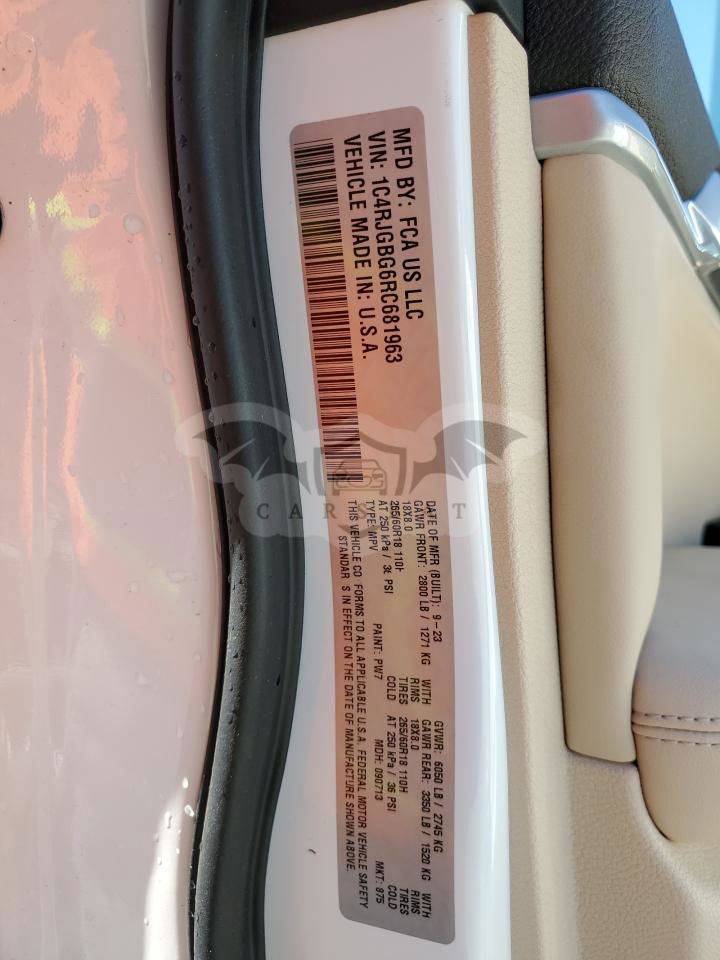 MFD BY: FCA US LLC
VIN: 1C4RJGBG6RC681963
VEHICLE MADE IN: U.S.A.
DATE OF MFR (BUILT): 9-23 GVWR: 6050 LB / 2745 KG
GAWR FRONT: 2800 LB / 1271 KG WITH GAWR REAR: 3350 LB / 1520 KG WITH
18X8.0 RIMS 18X8.0 RIMS
265/60R18 110H TIRES 265/60R18 110H TIRES
AT 250 kPa / 36 PSI COLD AT 250 kPa / 36 PSI COLD
TYPE: MPV PAINT: PW7 MDH: 090713 MKT: 875
THIS VEHICLE CO FORMS TO ALL APPLICABLE U.S.A. FEDERAL MOTOR VEHICLE SAFETY
STANDAR S IN EFFECT ON THE DATE OF MANUFACTURE SHOWN ABOVE.